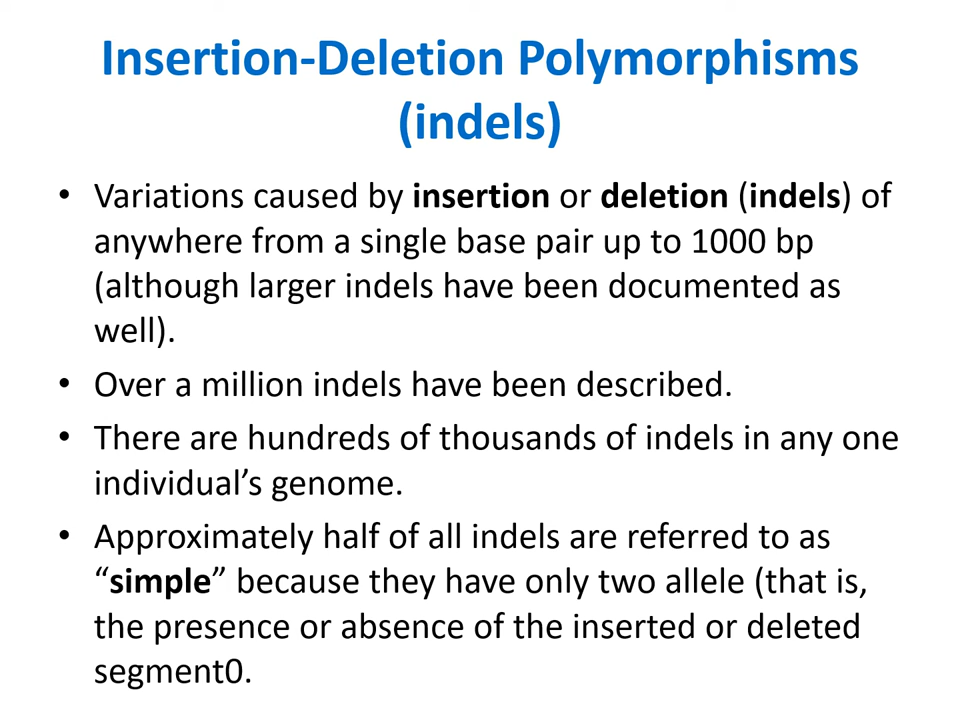 Insertion-Deletion Polymorphisms
(indels)
• Variations caused by insertion or deletion (indels) of
anywhere from a single base pair up to 1000 bp
(although larger indels have been documented as
well).
• Over a million indels have been described.
• There are hundreds of thousands of indels in any one
individual’s genome.
• Approximately half of all indels are referred to as
“simple” because they have only two allele (that is,
the presence or absence of the inserted or deleted
segment0.